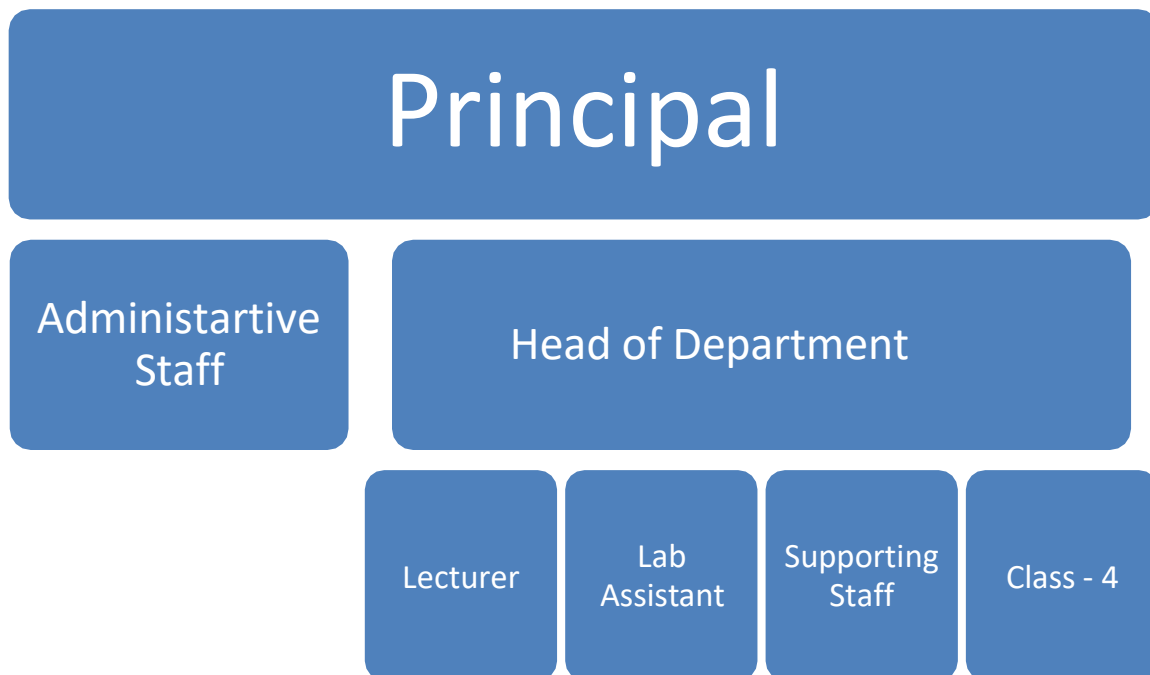 Principal
Administartive
Staff
Head of Department
Lecturer
Lab
Assistant
Supporting
Staff
Class - 4